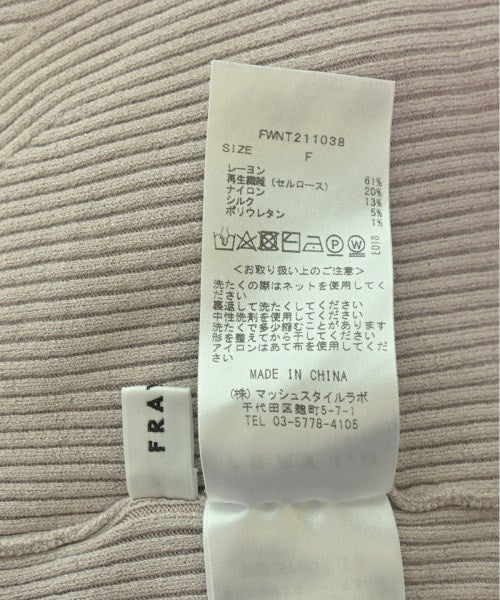 FWNT211038
SIZE F
レーヨン 61%
再生繊維(セルロース) 20%
ナイロン 13%
シルク 5%
ポリウレタン 1%
E018
<お取り扱い上のご注意>
洗たくの際はネットを使用してく
ださい
裏返して洗たくしてください
中性洗剤を使用してください
洗たくで多少縮むことがあります
形を整えてから干してください
アイロンはあて布を使用してくだ
さい
MADE IN CHINA
(株) マッシュスタイルラボ
千代田区麹町5-7-1
TEL 03-5778-4105
FRA